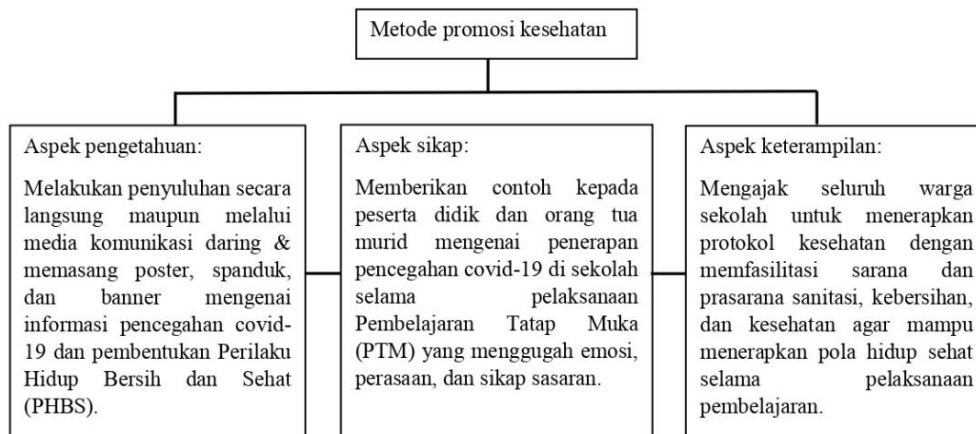 Metode promosi kesehatan
Aspek pengetahuan:
Melakukan penyuluhan secara
langsung maupun melalui
media komunikasi daring &
memasang poster, spanduk,
dan banner mengenai
informasi pencegahan covid-
19 dan pembentukan Perilaku
Hidup Bersih dan Sehat
(PHBS).
Aspek sikap:
Memberikan contoh kepada
peserta didik dan orang tua
murid mengenai penerapan
pencegahan covid-19 di sekolah
selama pelaksanaan
Pembelajaran Tatap Muka
(PTM) yang menggugah emosi,
perasaan, dan sikap sasaran.
Aspek keterampilan:
Mengajak seluruh warga
sekolah untuk menerapkan
protokol kesehatan dengan
memfasilitasi sarana dan
prasarana sanitasi, kebersihan,
dan kesehatan agar mampu
menerapkan pola hidup sehat
selama pelaksanaan
pembelajaran.